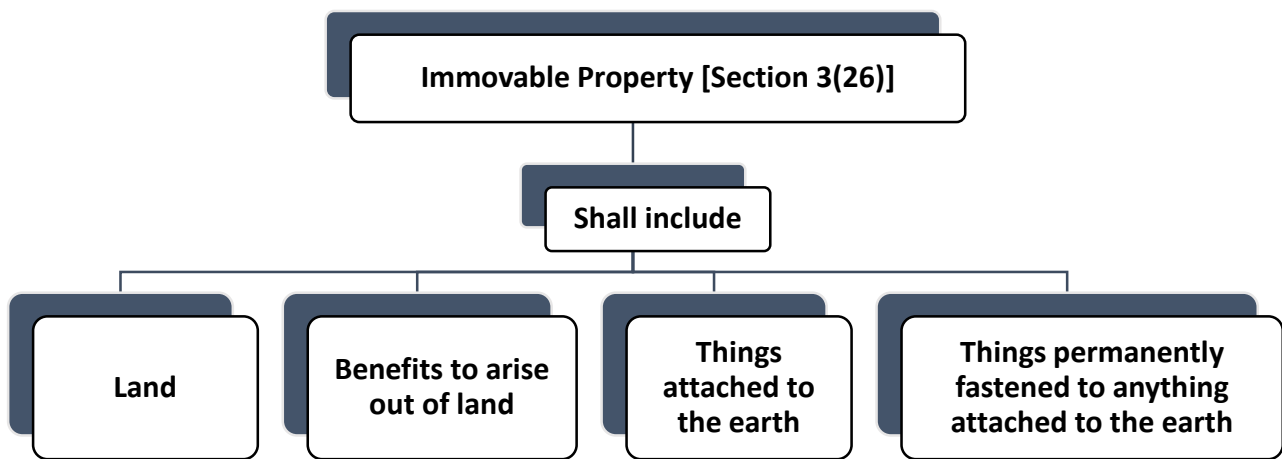 Immovable Property [Section 3(26)]
Shall include
Land
Benefits to arise
out of land
Things
attached to
the earth
Things permanently
fastened to anything
attached to the earth